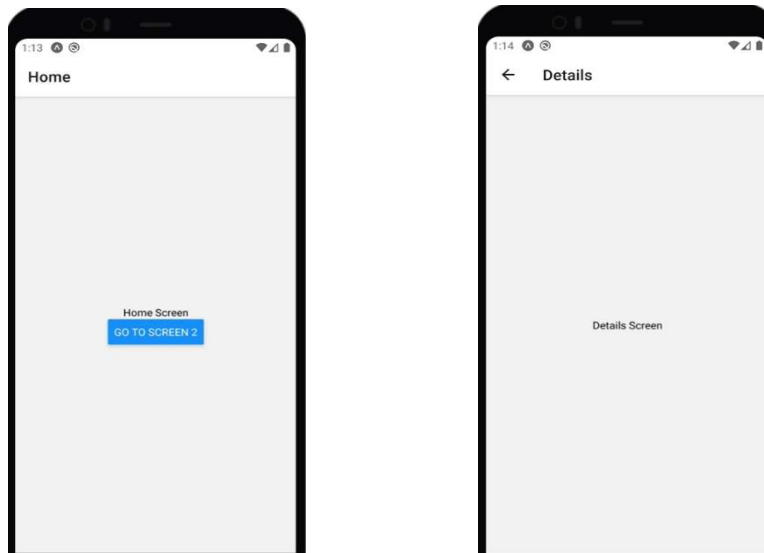 1:13
Home
Home Screen
GO TO SCREEN 2
1:14
Details
Details Screen